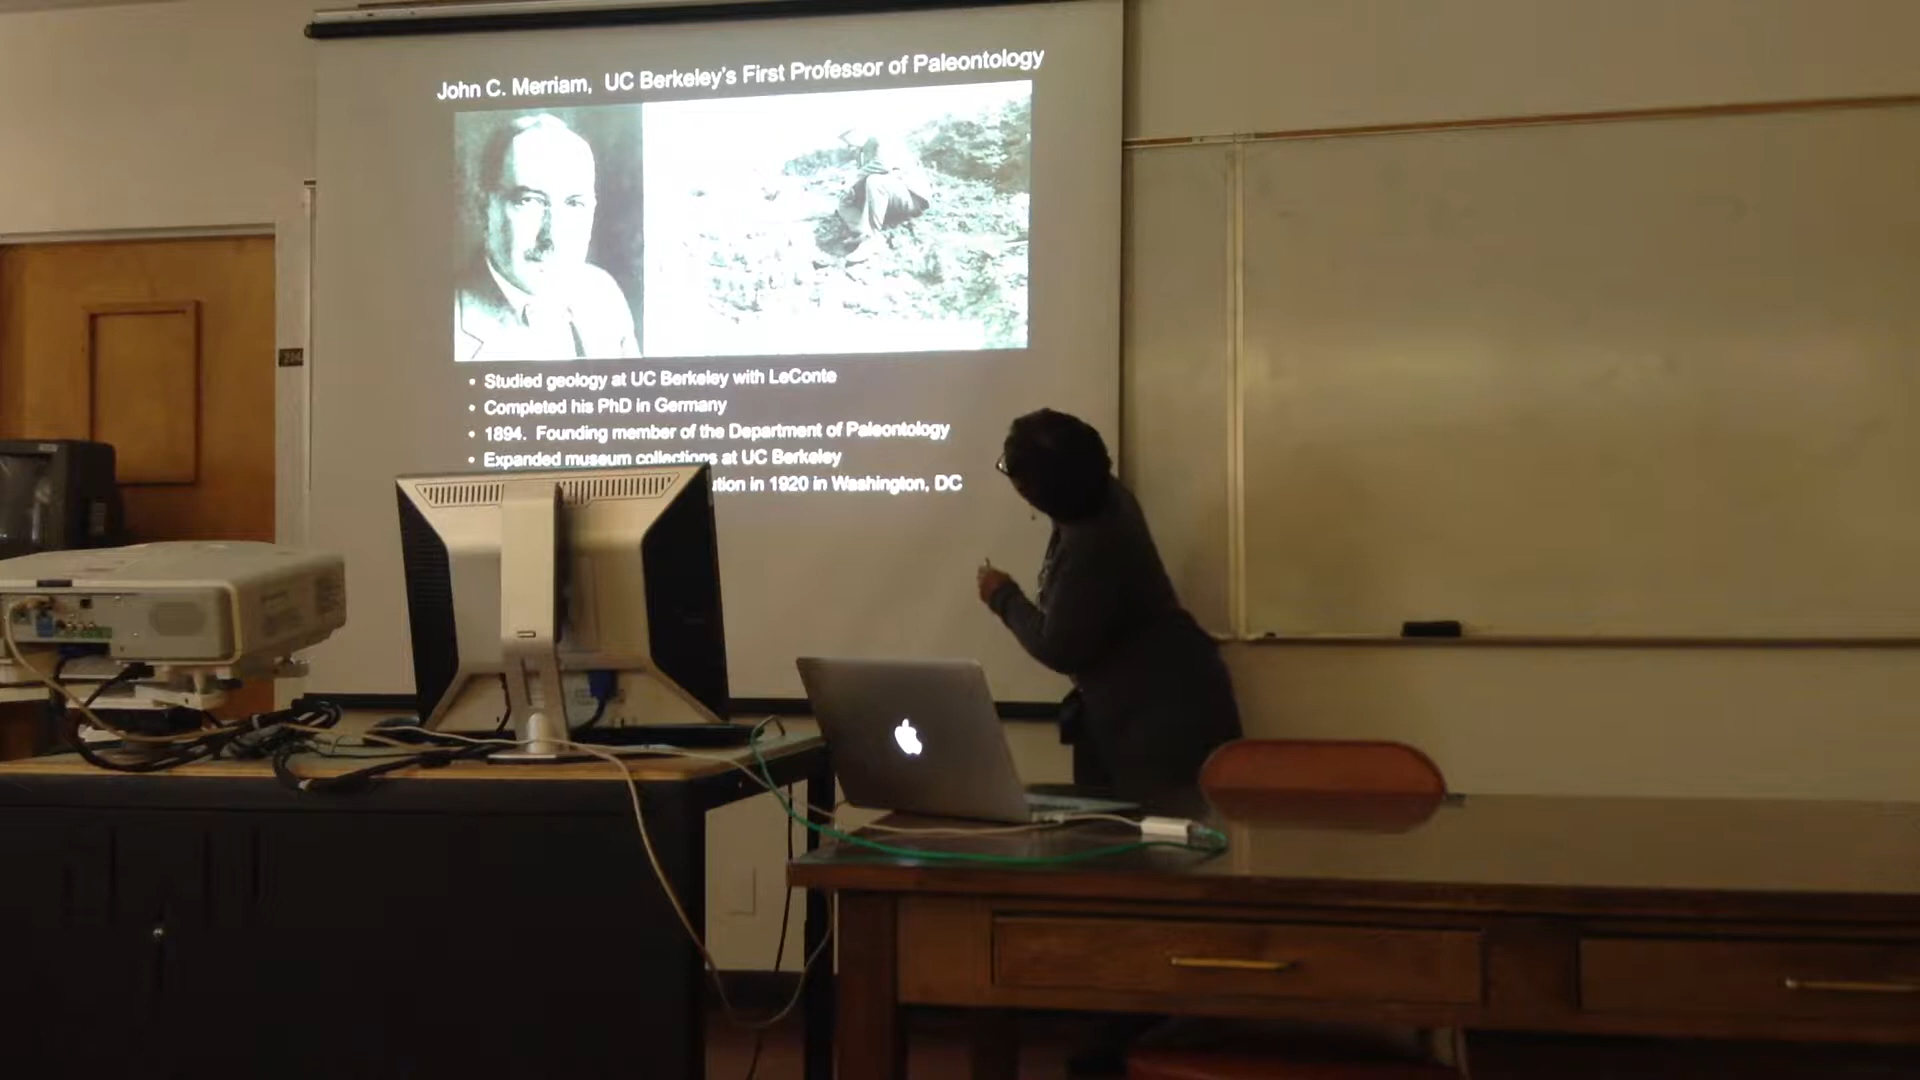 John C. Merriam, UC Berkeley's First Professor of Paleontology
• Studied geology at UC Berkeley with LeConte
• Completed his PhD in Germany
• 1894. Founding member of the Department of Paleontology
• Expanded museum collections at UC Berkeley
in 1920 in Washington, DC
204